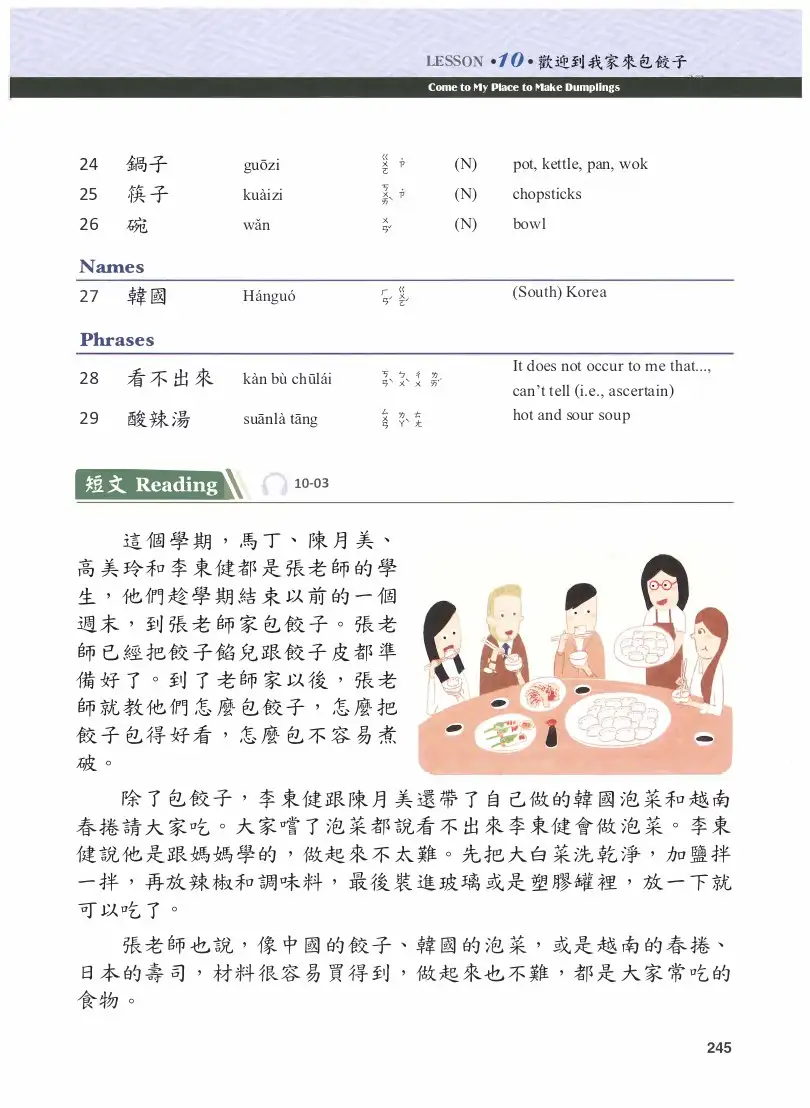 LESSON •10• 歡迎到我家來包餃子
Come to My Place to Make Dumplings
24 鍋子 guōzi ㄍㄨㄛ ˙ㄗ (N) pot, kettle, pan, wok
25 筷子 kuàizi ㄎㄨㄞˋ ˙ㄗ (N) chopsticks
26 碗 wǎn ㄨㄢˇ (N) bowl
Names
27 韓國 Hánguó ㄏㄢˊ ㄍㄨㄛˊ (South) Korea
Phrases
28 看不出來 kàn bù chūlái ㄎㄢˋ ㄅㄨˋ ㄔㄨ ㄌㄞˊ It does not occur to me that...,
can't tell (i.e., ascertain)
29 酸辣湯 suānlà tāng ㄙㄨㄢ ㄌㄚˋ ㄊㄤ hot and sour soup
短文 Reading 10-03
這個學期，馬丁、陳月美、
高美玲和李東健都是張老師的學
生，他們趁學期結束以前的一個
週末，到張老師家包餃子。張老
師已經把餃子餡兒跟餃子皮都準
備好了。到了老師家以後，張老
師就教他們怎麼包餃子，怎麼把
餃子包得好看，怎麼包不容易煮
破。
除了包餃子，李東健跟陳月美還帶了自己做的韓國泡菜和越南
春捲請大家吃。大家嚐了泡菜都說看不出來李東健會做泡菜。李東
健說他是跟媽媽學的，做起來不太難。先把大白菜洗乾淨，加鹽拌
一拌，再放辣椒和調味料，最後裝進玻璃或是塑膠罐裡，放一下就
可以吃了。
張老師也說，像中國的餃子、韓國的泡菜，或是越南的春捲、
日本的壽司，材料很容易買得到，做起來也不難，都是大家常吃的
食物。
245